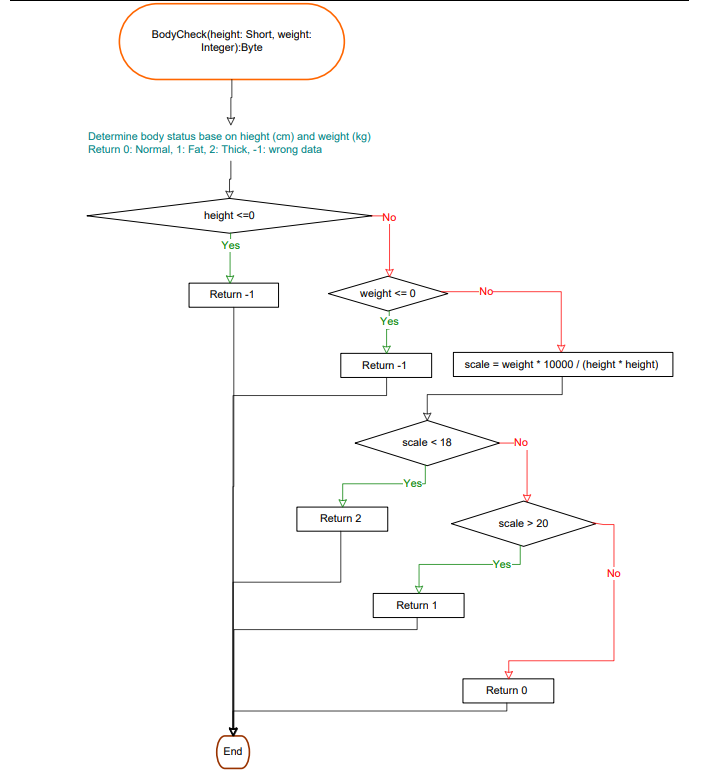 BodyCheck(height: Short, weight:
Integer):Byte
Determine body status base on hieght (cm) and weight (kg)
Return 0: Normal, 1: Fat, 2: Thick, -1: wrong data
height <=0
No
Yes
Return -1
weight <= 0
No
Yes
Return -1
scale = weight * 10000 / (height * height)
scale < 18
No
Yes
Return 2
scale > 20
Yes
No
Return 1
Return 0
End